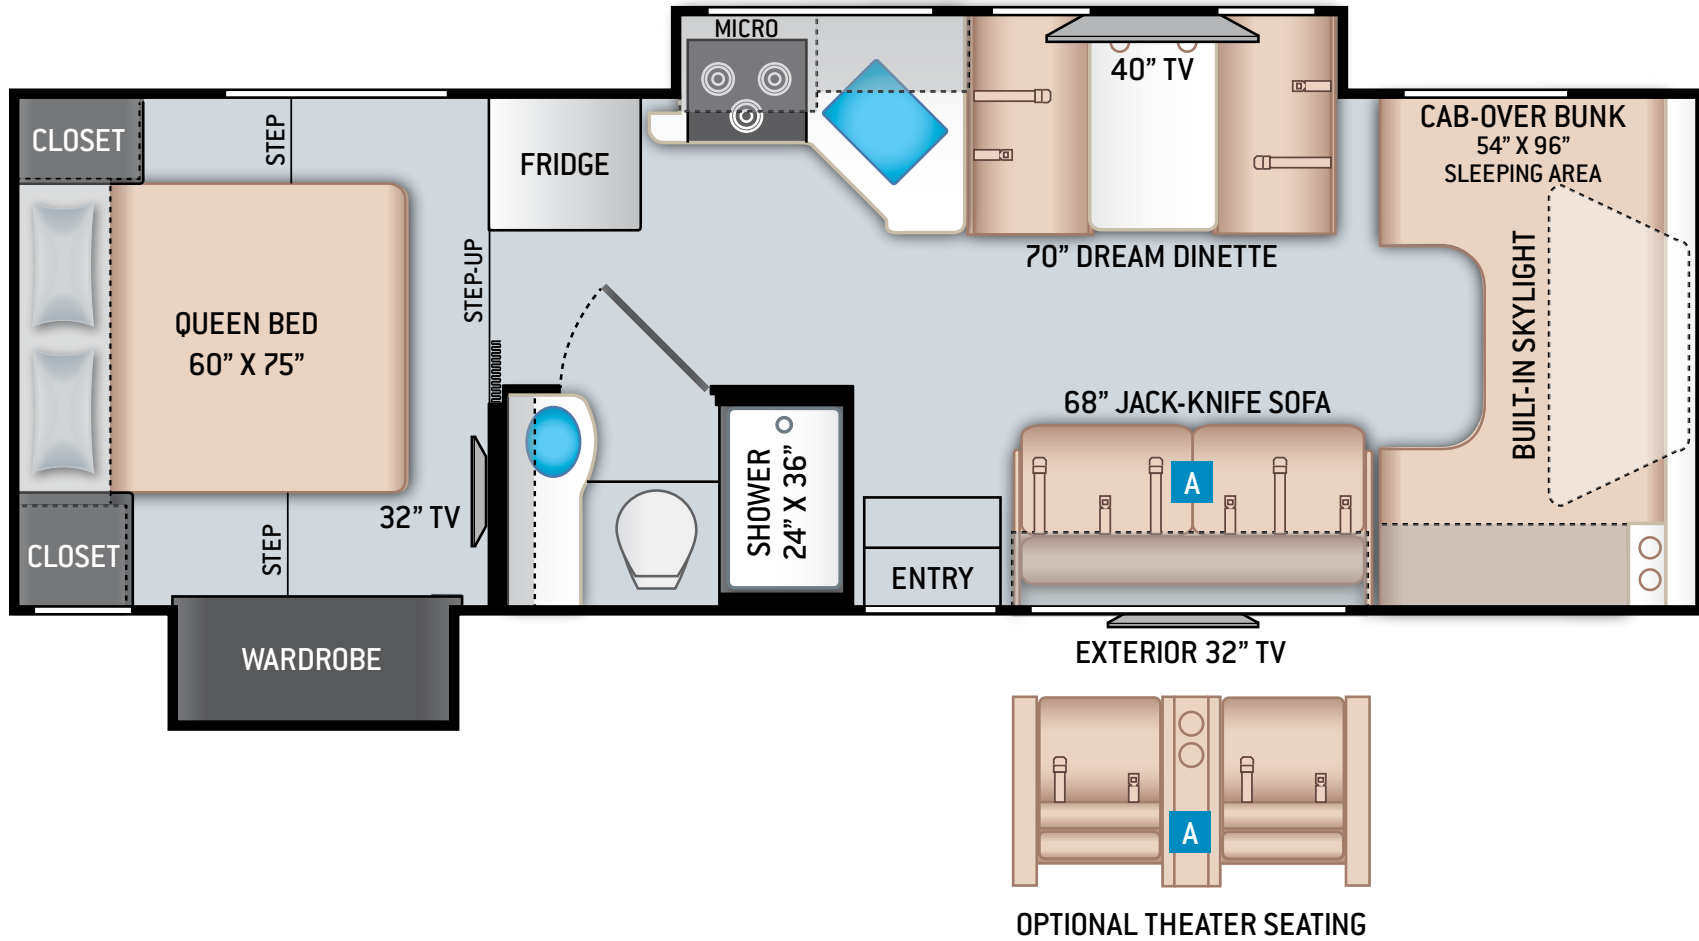 MICRO
40” TV
CLOSET
STEP
FRIDGE
CAB-OVER BUNK
54” X 96”
SLEEPING AREA
70” DREAM DINETTE
STEP-UP
BUILT-IN SKYLIGHT
QUEEN BED
60” X 75”
68” JACK-KNIFE SOFA
A
SHOWER
24” X 36”
32” TV
STEP
CLOSET
ENTRY
WARDROBE
EXTERIOR 32” TV
A
OPTIONAL THEATER SEATING